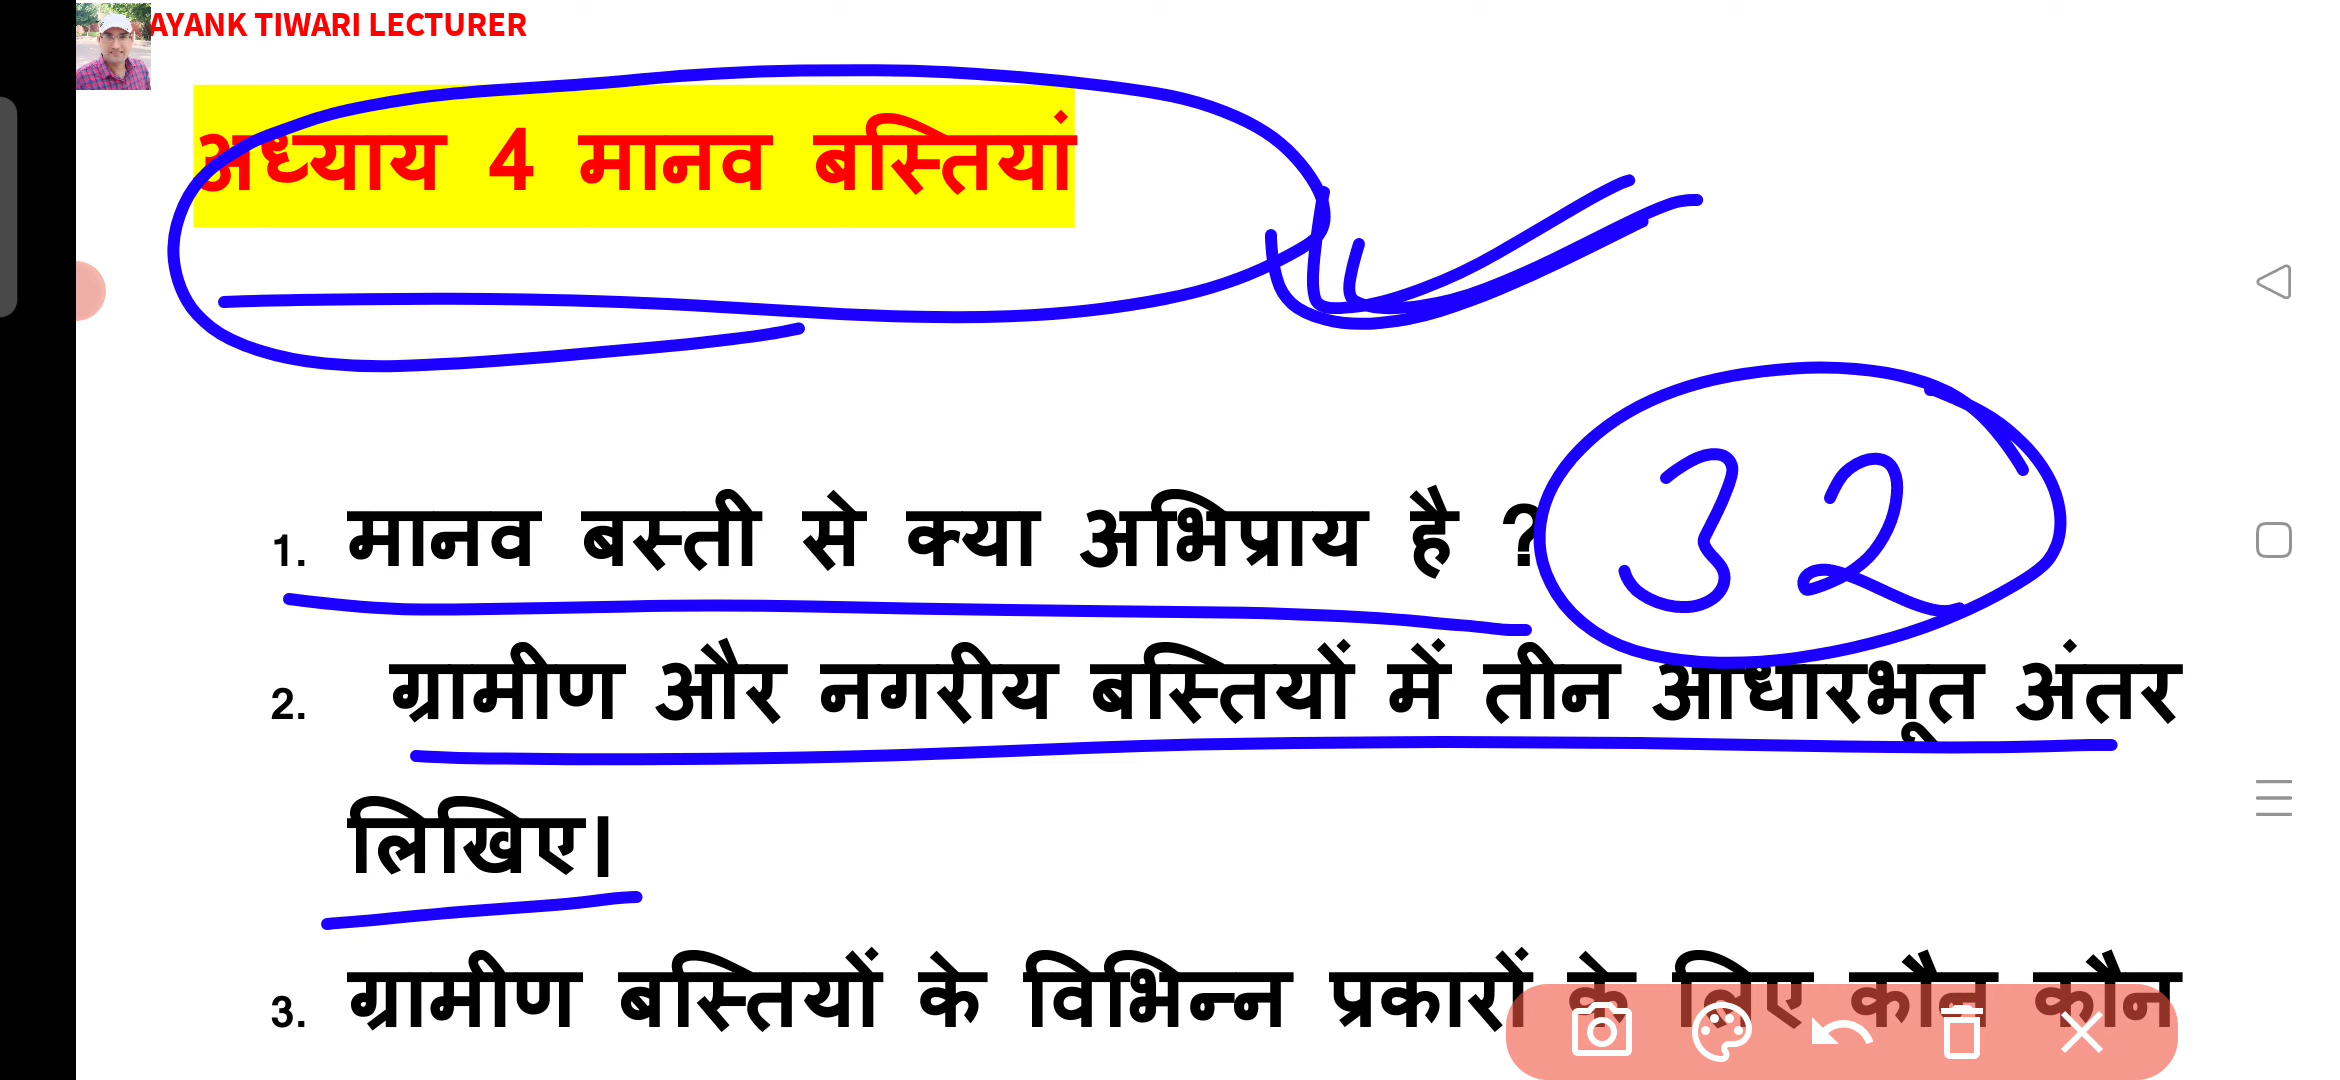 AYANK TIWARI LECTURER
अध्याय 4 मानव बस्तियां
32
1. मानव बस्ती से क्या अभिप्राय है ?
2. ग्रामीण और नगरीय बस्तियों में तीन आधारभूत अंतर
लिखिए।
3. ग्रामीण बस्तियों के विभिन्न प्रकारों के लिए कौन कौन